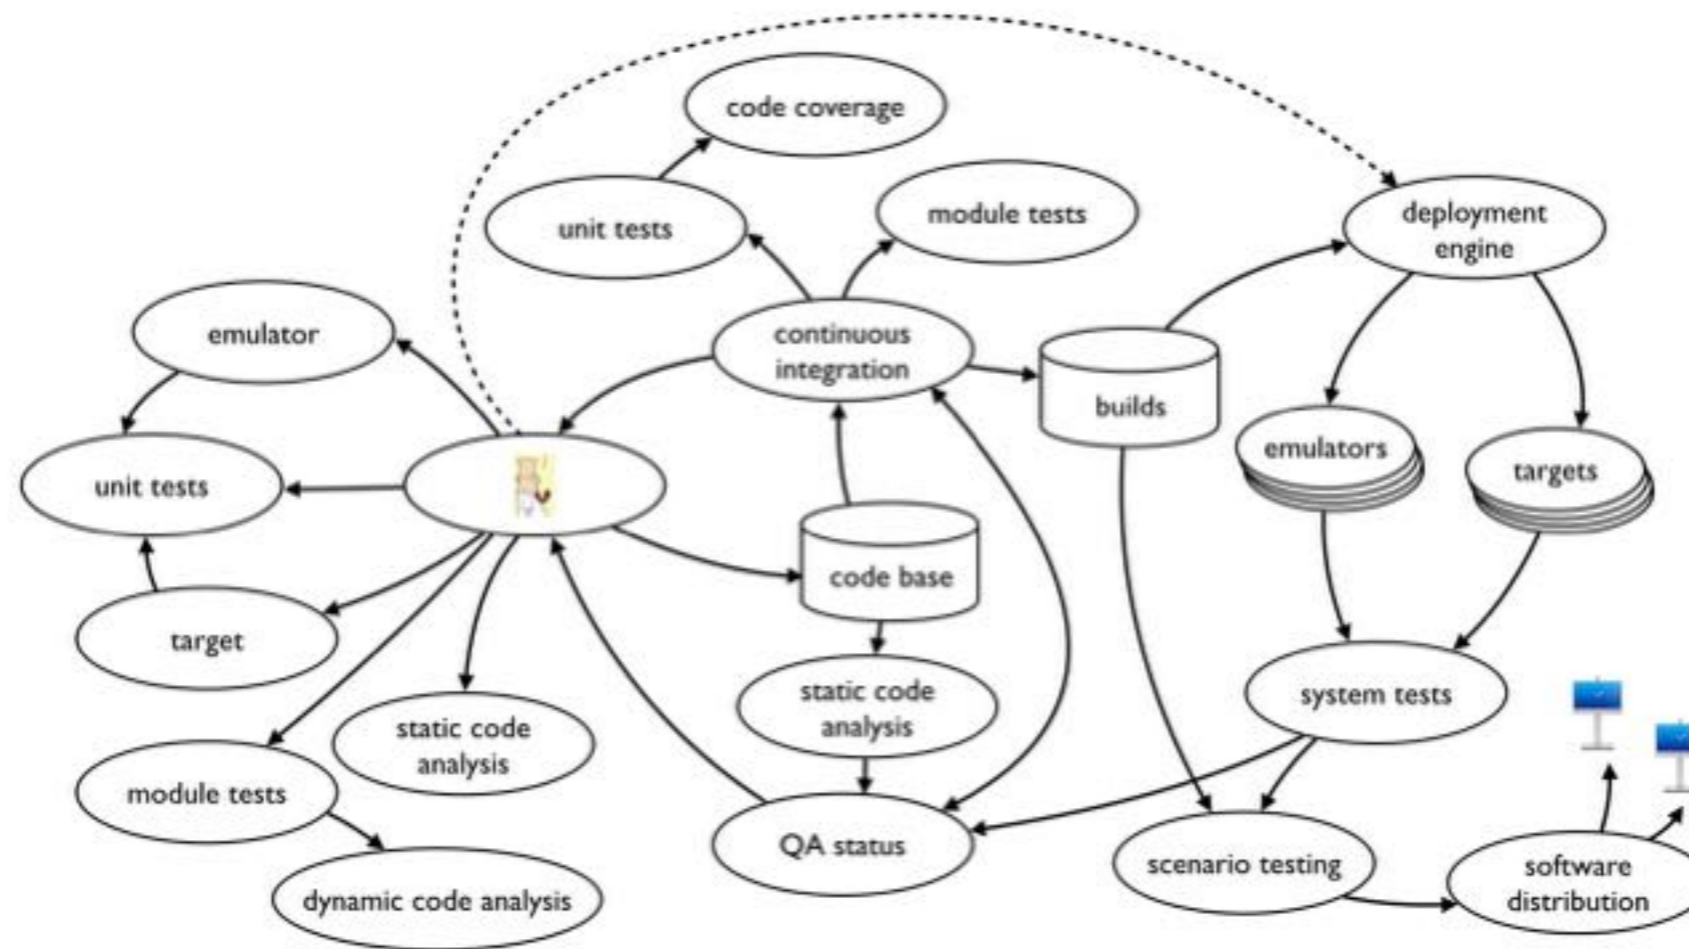 code coverage
unit tests
module tests
deployment
engine
emulator
continuous
integration
builds
emulators
targets
unit tests
code base
target
static code
analysis
system tests
static code
analysis
module tests
QA status
scenario testing
software
distribution
dynamic code analysis